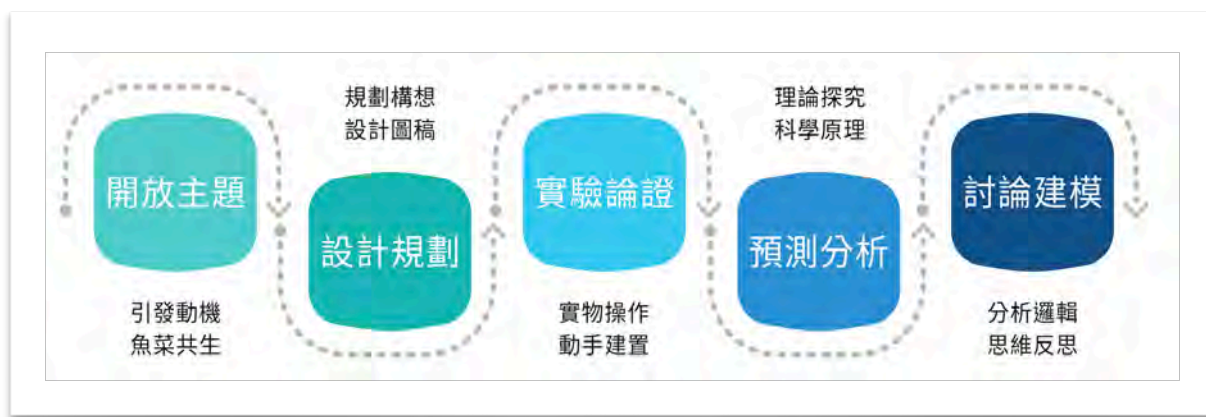 開放主題
引發動機
魚菜共生
規劃構想
設計圖稿
設計規劃
實驗論證
實物操作
動手建置
理論探究
科學原理
預測分析
討論建模
分析邏輯
思維反思